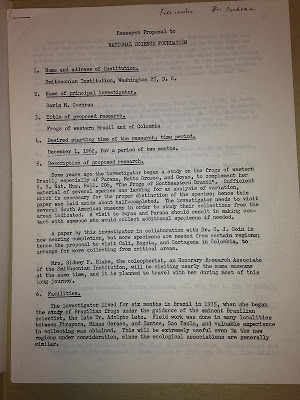 File under Dr. Cochran
Research Proposal to
NATIONAL SCIENCE FOUNDATION
1. Name and address of institution.
Smithsonian Institution, Washington 25, D. C.
2. Name of principal investigator.
Doris M. Cochran
3. Title of proposed research.
Frogs of western Brazil and of Colombia
4. Desired starting time of the research; time period.
December 1, 1962, for a period of two months.
5. Description of proposed research.
Some years ago the investigator began a study on the frogs of western
Brazil, especially of Parana, Matto Grosso, and Goyaz, to complement her
U. S. Nat. Mus. Bull. 206, "The Frogs of Southeastern Brazil". Sufficient
material of several species was lacking for an analysis of variation,
which is necessary for the proper distinction of the species; hence this
paper was laid aside about half-completed. The investigator needs to visit
several South American museums in order to study their collections from the
areas indicated. A visit to Goyaz and Parana should result in making con-
tact with someone who would collect additional specimens if needed.
A paper by this investigator in collaboration with Dr. C. J. Goin is
now nearing completion, but more specimens are needed from certain regions;
hence the proposal to visit Cali, Bogota, and Cartagena in Colombia, to
arrange for more collecting from critical areas.
Mrs. Sidney F. Blake, the coleopterist, an Honorary Research Associate
of the Smithsonian Institution, will be visiting nearly the same museums
at the same time, and it is planned to travel with her during most of this
long journey.
6. Facilities.
The investigator lived for six months in Brazil in 1935, when she began
the study of Brazilian frogs under the guidance of the eminent Brazilian
scientist, the late Dr. Adolpho Lutz. Field work was done in many localities
between Pirapora, Minas Geraes, and Santos, Sao Paulo, and valuable experience
in collecting was obtained. This will be extremely useful even in the new
regions under consideration, since the ecological associations are generally
similar.